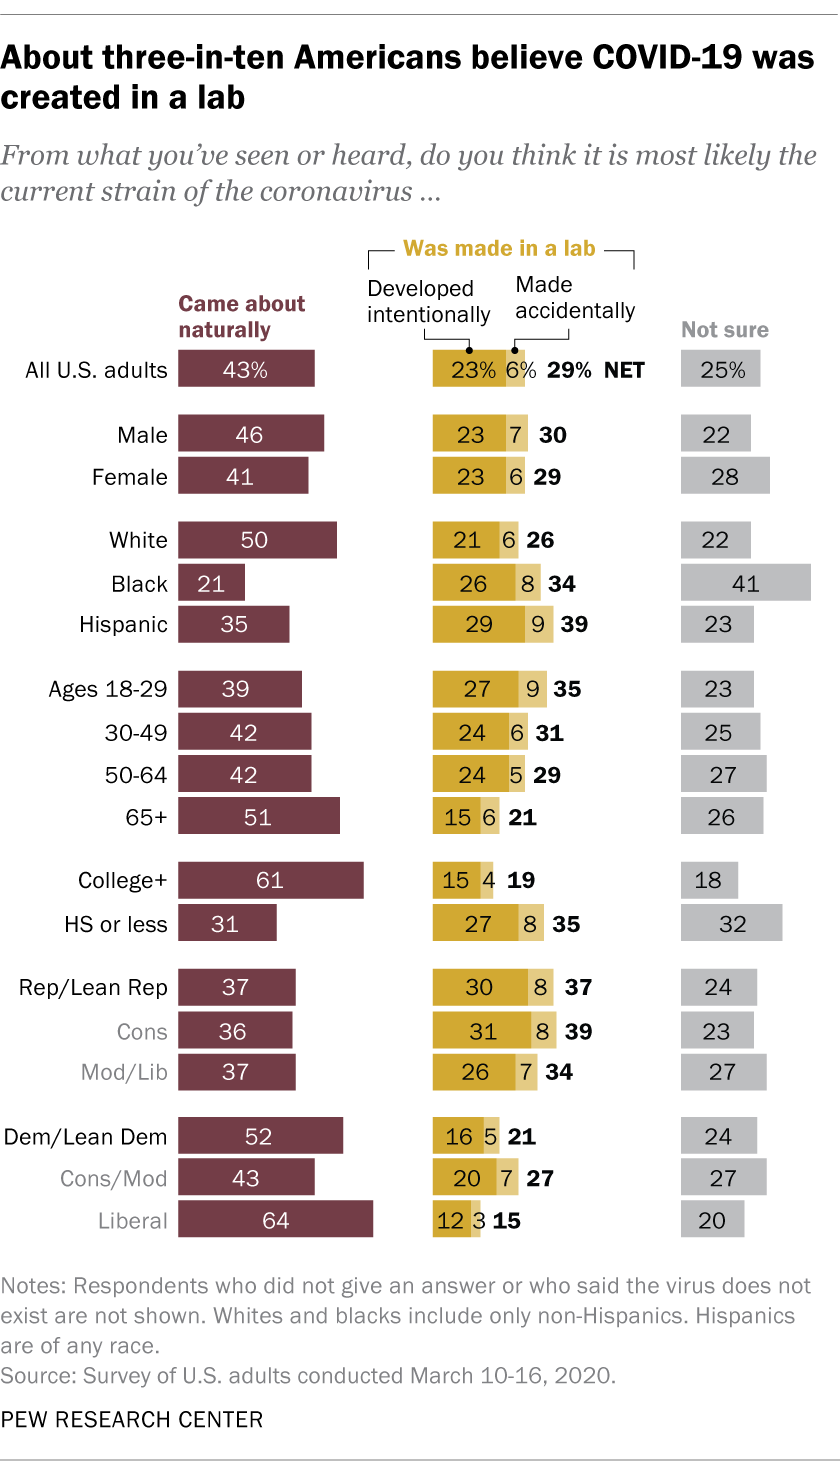 About three-in-ten Americans believe COVID-19 was
created in a lab
From what you've seen or heard, do you think it is most likely the
current strain of the coronavirus ...
Was made in a lab
Came about
naturally
Developed
intentionally
Made
accidentally
Not sure
All U.S. adults 43% 23% 6% 29% NET 25%
Male 46 23 7 30 22
Female 41 23 6 29 28
White 50 21 6 26 22
Black 21 26 8 34 41
Hispanic 35 29 9 39 23
Ages 18-29 39 27 9 35 23
30-49 42 24 6 31 25
50-64 42 24 5 29 27
65+ 51 15 6 21 26
College+ 61 15 4 19 18
HS or less 31 27 8 35 32
Rep/Lean Rep 37 30 8 37 24
Cons 36 31 8 39 23
Mod/Lib 37 26 7 34 27
Dem/Lean Dem 52 16 5 21 24
Cons/Mod 43 20 7 27 27
Liberal 64 12 3 15 20
Notes: Respondents who did not give an answer or who said the virus does not
exist are not shown. Whites and blacks include only non-Hispanics. Hispanics
are of any race.
Source: Survey of U.S. adults conducted March 10-16, 2020.
PEW RESEARCH CENTER